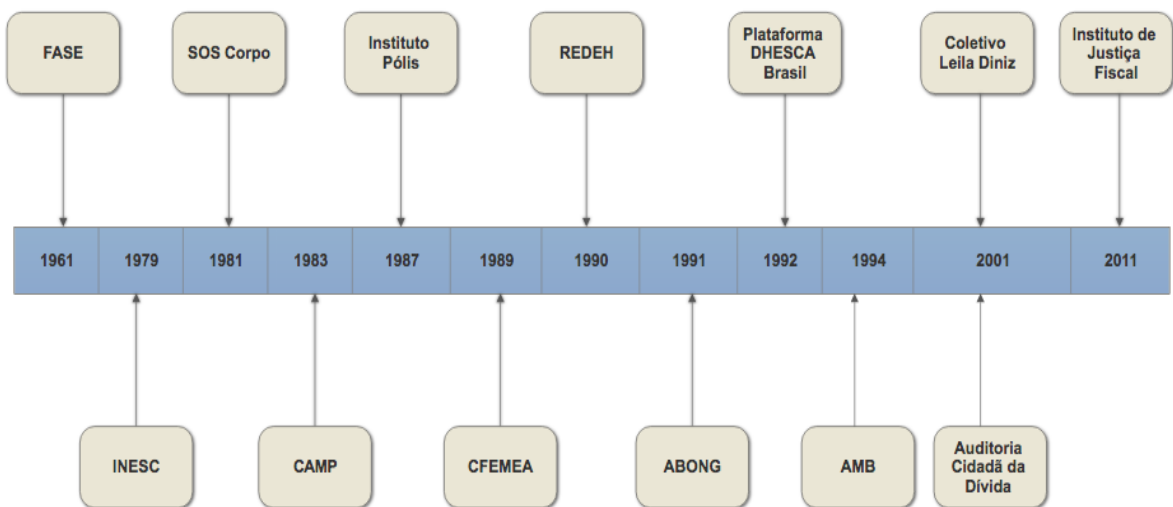 FASE
SOS Corpo
Instituto
Pólis
REDEH
Plataforma
DHESCA
Brasil
Coletivo
Leila Diniz
Instituto de
Justiça
Fiscal
1961
1979
1981
1983
1987
1989
1990
1991
1992
1994
2001
2011
INESC
CAMP
CFEMEA
ABONG
AMB
Auditoria
Cidadã da
Dívida